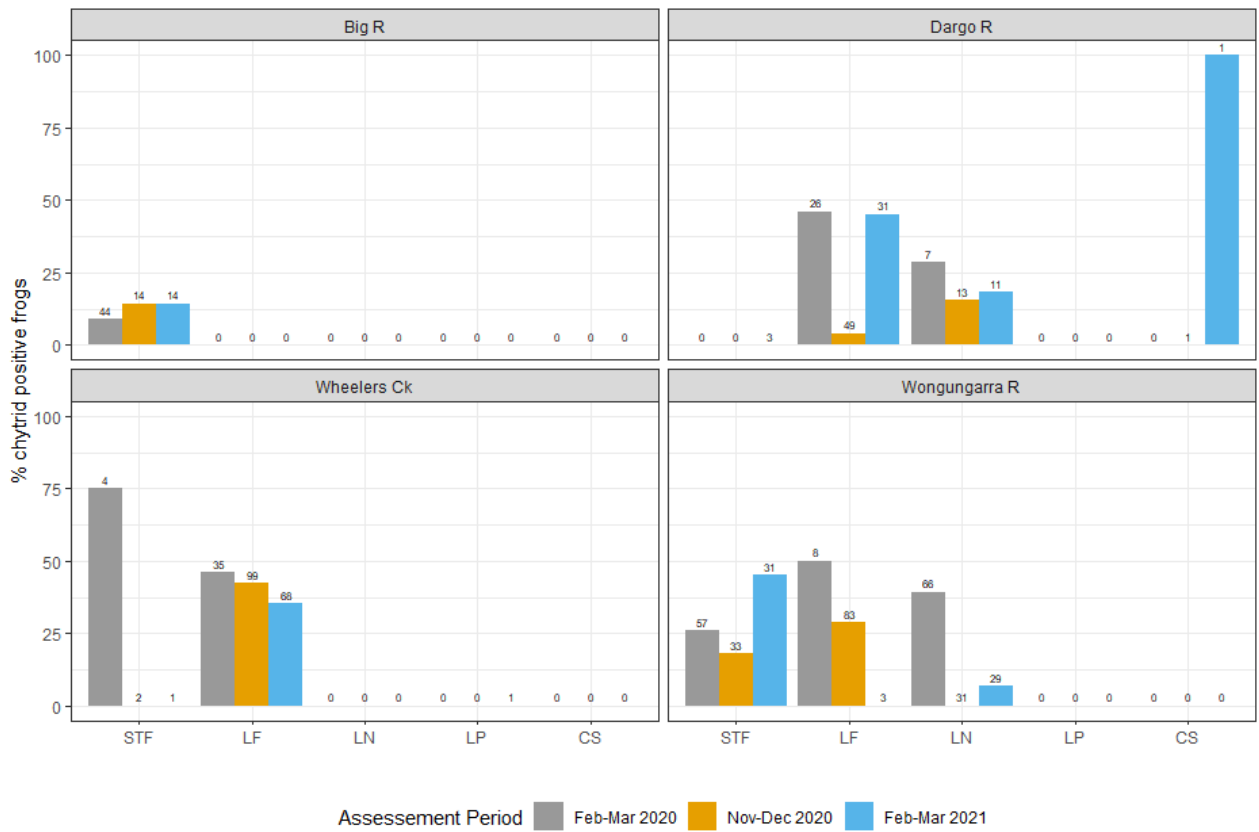 Big R
Dargo R
% chytrid positive frogs
100
75
50
25
0
44 14 14 0 0 0 0 0 0 0 0 0 0 0 0
0 0 3 26 49 31 7 13 11 0 0 0 0 1 1
Wheelers Ck
Wongungarra R
100
75
50
25
0
4 2 1 35 99 68 0 0 0 0 0 1 0 0 0
57 33 31 8 83 3 66 31 29 0 0 0 0 0 0
STF LF LN LP CS
STF LF LN LP CS
Assessement Period Feb-Mar 2020 Nov-Dec 2020 Feb-Mar 2021